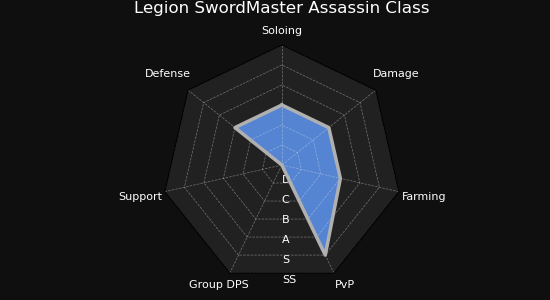 Legion SwordMaster Assassin Class
Soloing
Defense
Damage
Support
Farming
D
C
B
A
S
SS
Group DPS
PvP